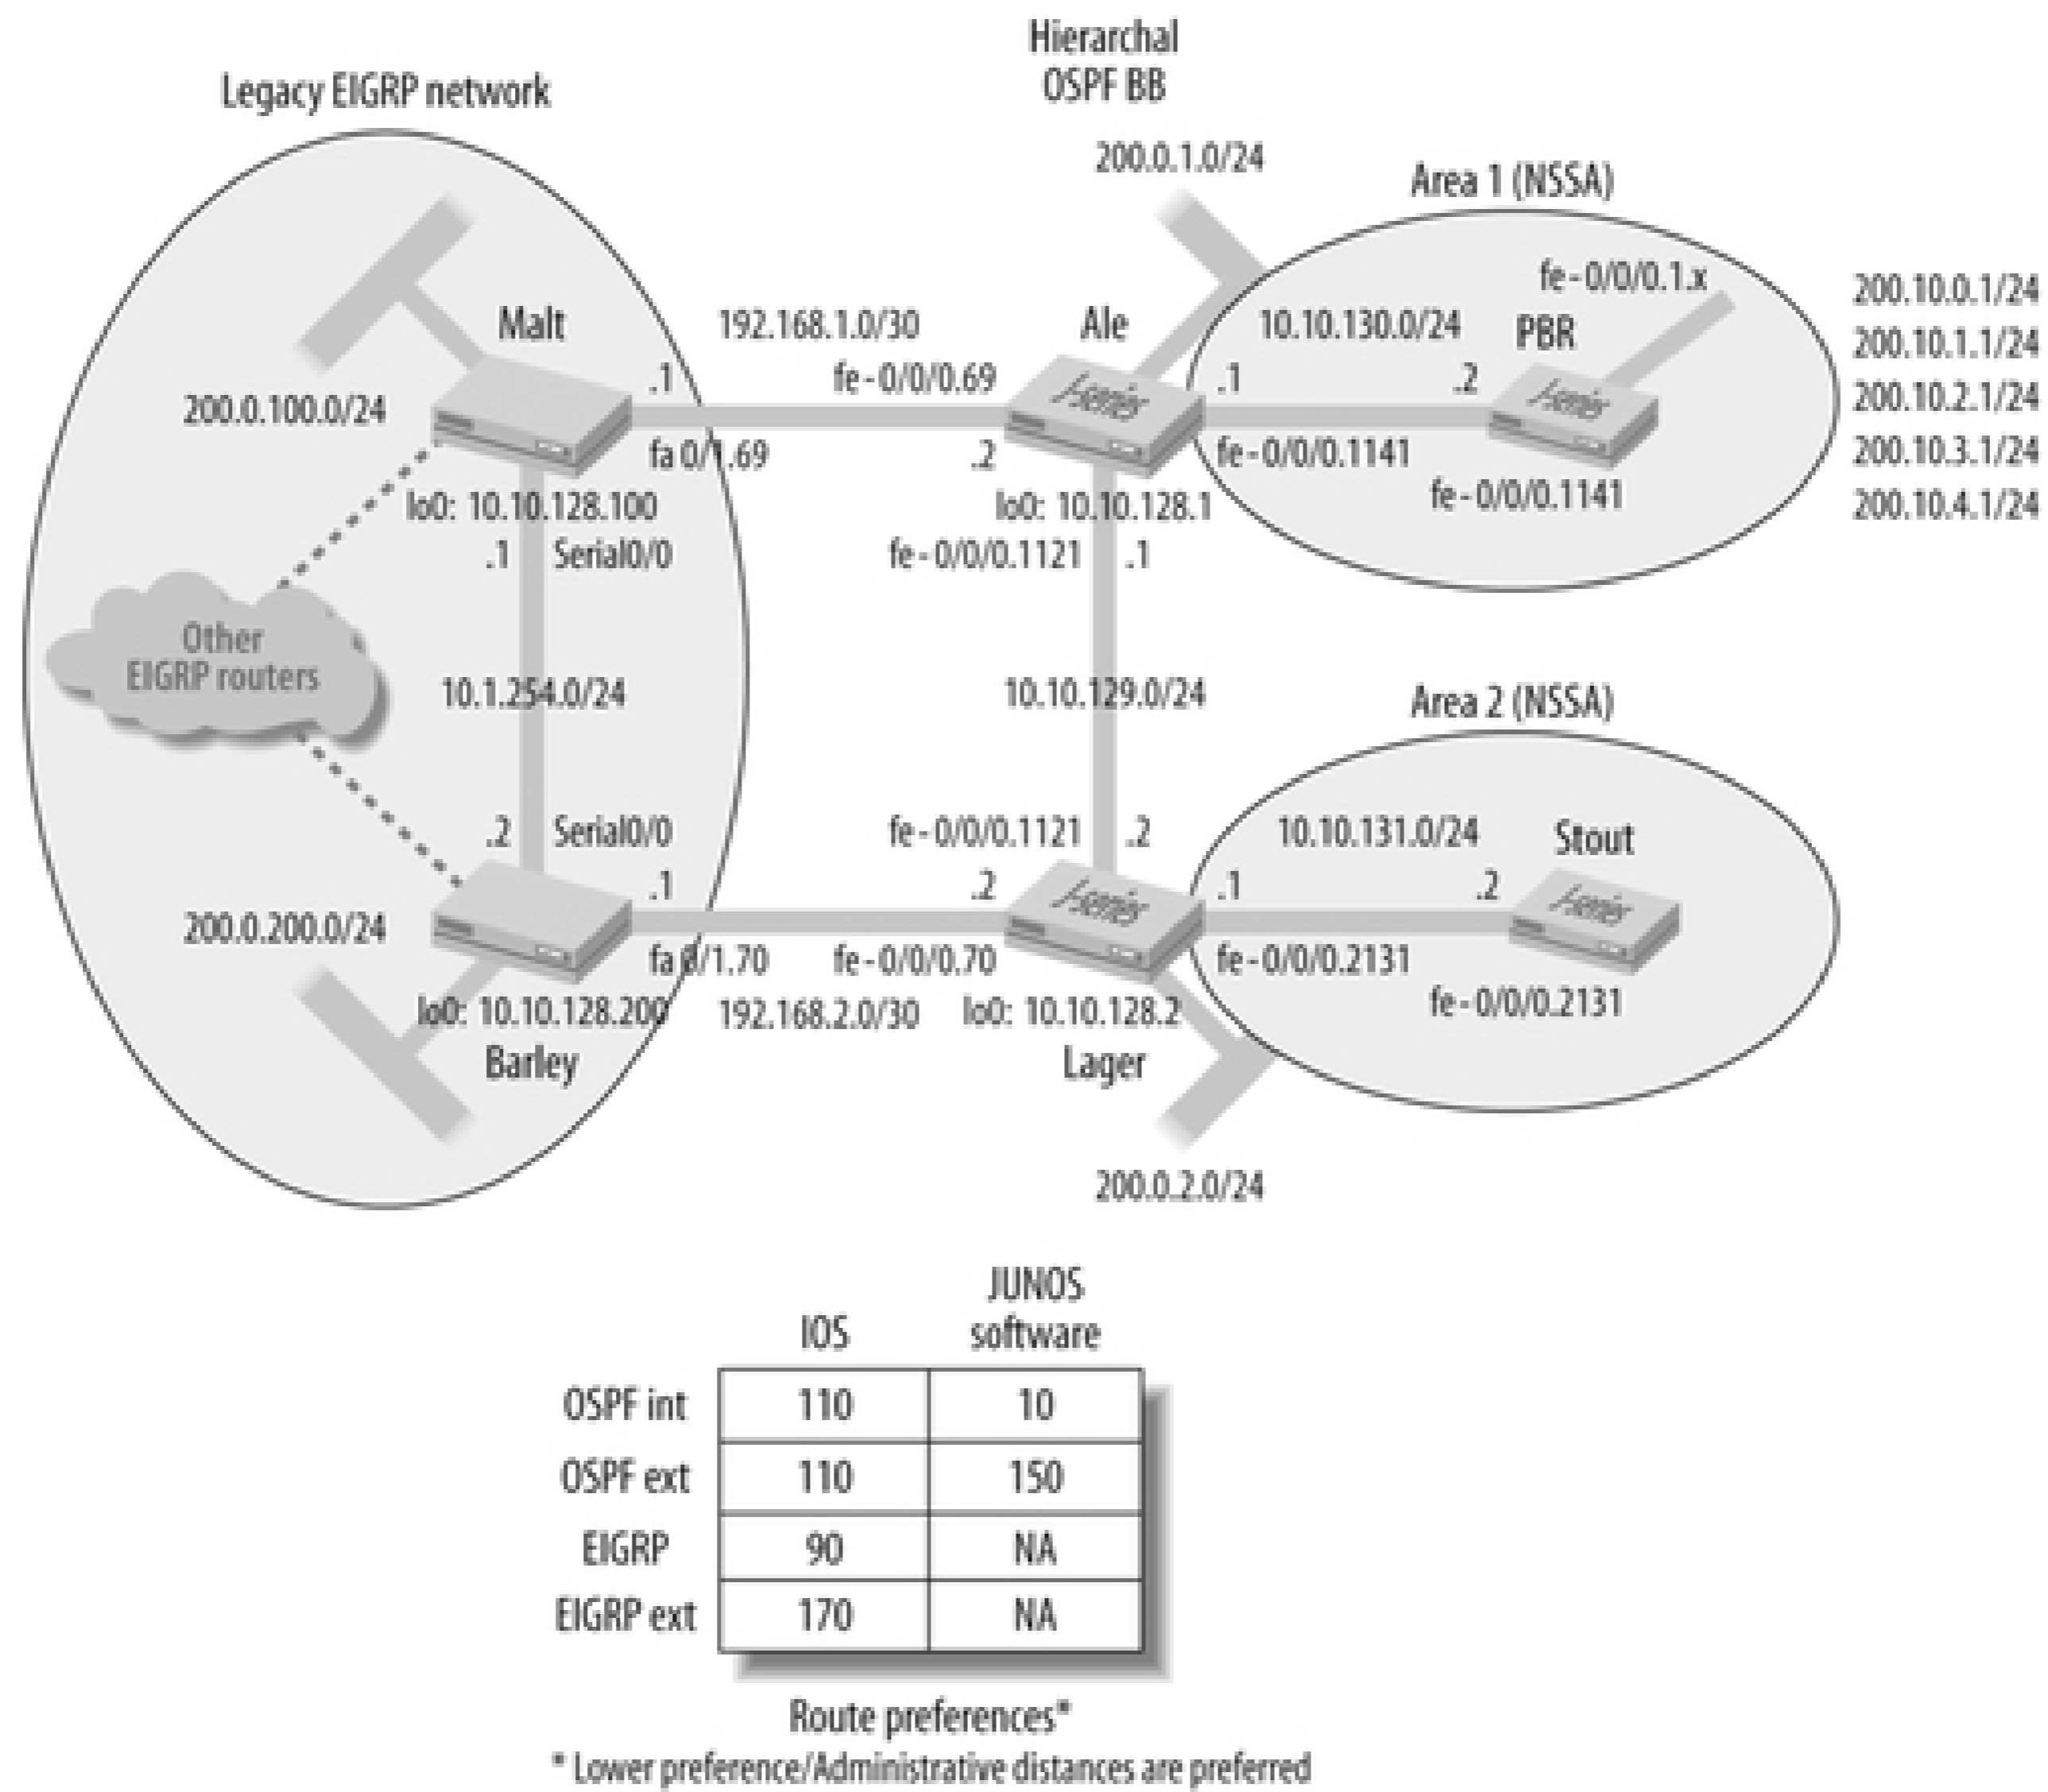 Hierarchal
OSPF BB
Legacy EIGRP network
200.0.1.0/24
Area 1 (NSSA)
fe-0/0/0.1.x
200.10.0.1/24
200.10.1.1/24
200.10.2.1/24
200.10.3.1/24
200.10.4.1/24
Malt
192.168.1.0/30
Ale
10.10.130.0/24
PBR
.1
fe-0/0/0.69
.1
.2
200.0.100.0/24
J-series
J-series
fa 0/1.69
.2
fe-0/0/0.1141
fe-0/0/0.1141
lo0: 10.10.128.100
lo0: 10.10.128.1
.1
Serial0/0
fe-0/0/0.1121
.1
Other
EIGRP routers
10.1.254.0/24
10.10.129.0/24
Area 2 (NSSA)
.2
Serial0/0
fe-0/0/0.1121
.2
10.10.131.0/24
Stout
.1
.2
.1
.2
200.0.200.0/24
J-series
J-series
fa 0/1.70
fe-0/0/0.70
fe-0/0/0.2131
fe-0/0/0.2131
lo0: 10.10.128.200
192.168.2.0/30
lo0: 10.10.128.2
Barley
Lager
200.0.2.0/24
IOS
JUNOS
software
OSPF int 110 10
OSPF ext 110 150
EIGRP 90 NA
EIGRP ext 170 NA
Route preferences*
* Lower preference/Administrative distances are preferred